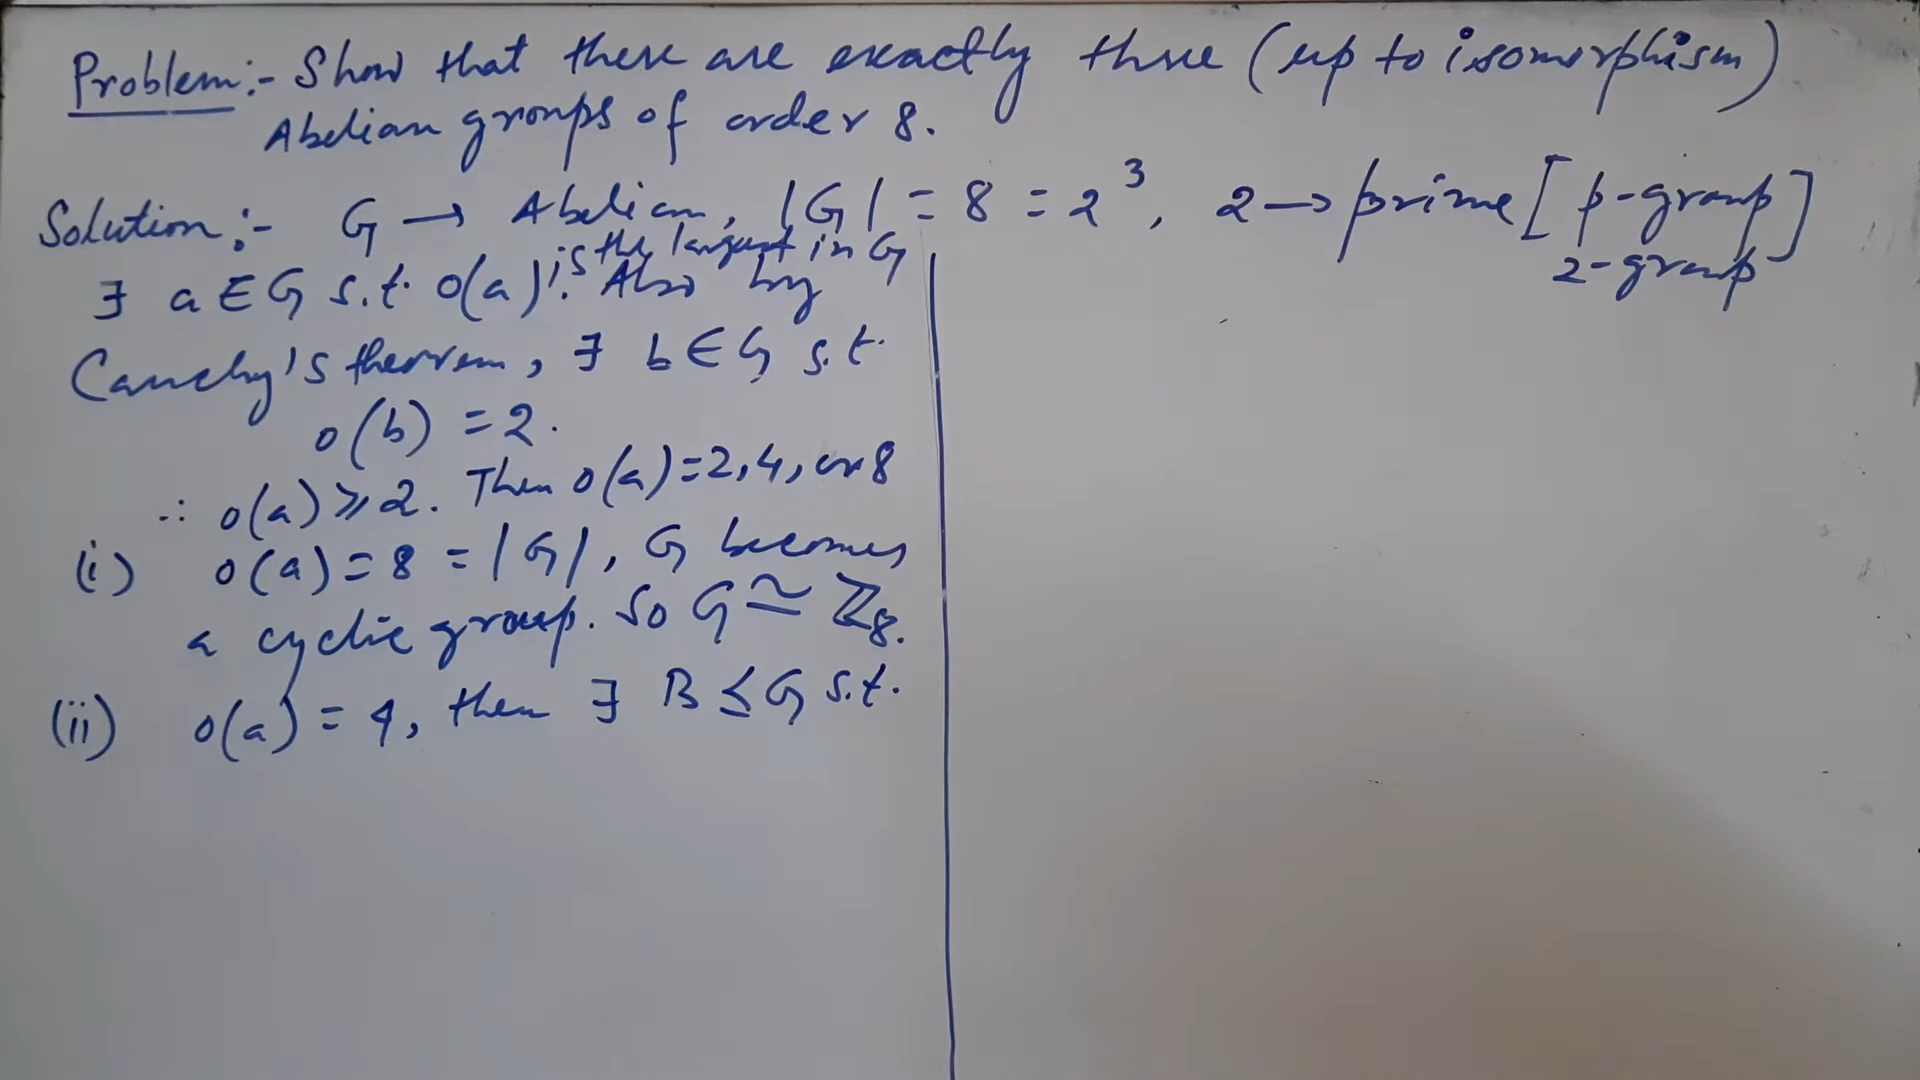 Problem:- Show that there are exactly three (up to isomorphism)
Abelian groups of order 8.
Solution:- G → Abelian, |G| = 8 = 2³, 2 → prime [p-group]
2-group
is the largest in G
∃ a ∈ G s.t. o(a). Also by
Cauchy's theorem, ∃ b ∈ G s.t.
o(b) = 2.
∴ o(a) ≥ 2. Then o(a) = 2, 4, or 8
(i) o(a) = 8 = |G|, G becomes
a cyclic group. So G ≅ ℤ₈.
(ii) o(a) = 4, then ∃ B ≤ G s.t.